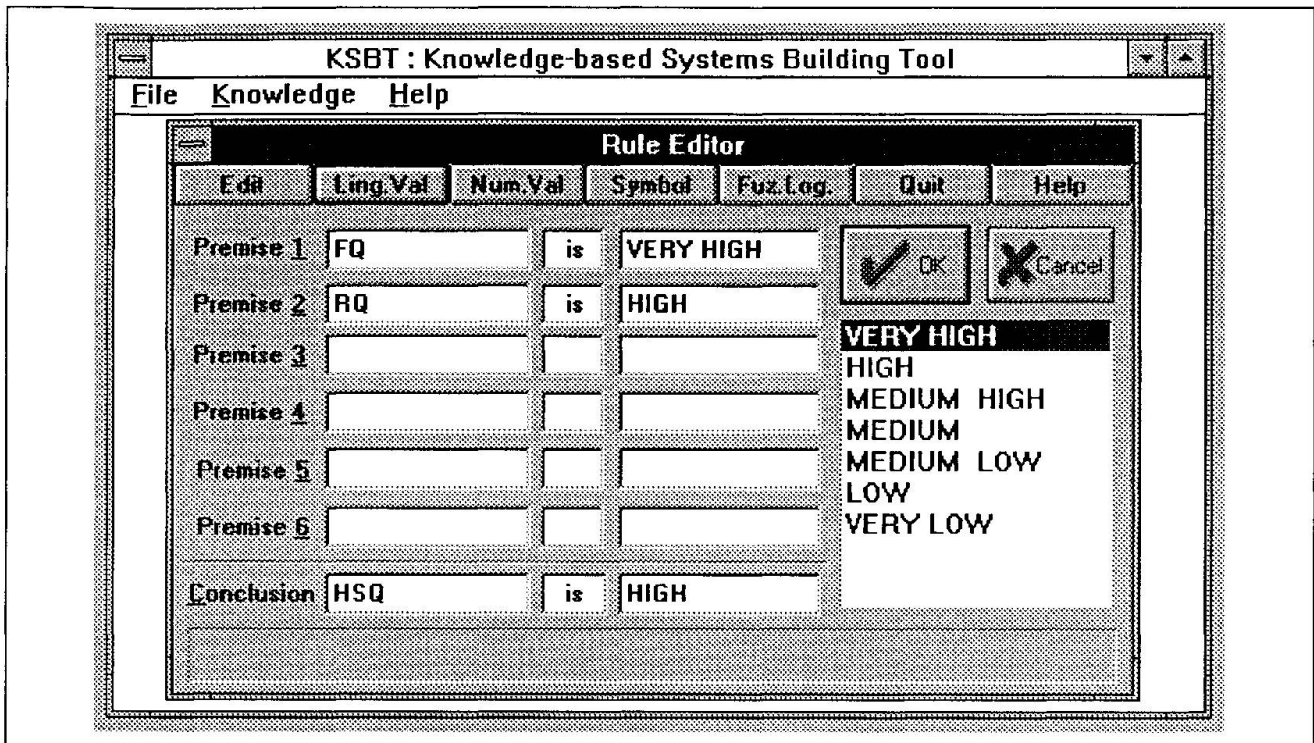 KSBT : Knowledge-based Systems Building Tool
File Knowledge Help
Rule Editor
Edit Ling.Val Num.Val Symbol Fuz.Log. Quit Help
Premise 1 FQ is VERY HIGH
OK Cancel
Premise 2 RQ is HIGH
Premise 3
Premise 4
Premise 5
Premise 6
VERY HIGH
HIGH
MEDIUM HIGH
MEDIUM
MEDIUM LOW
LOW
VERY LOW
Conclusion HSQ is HIGH